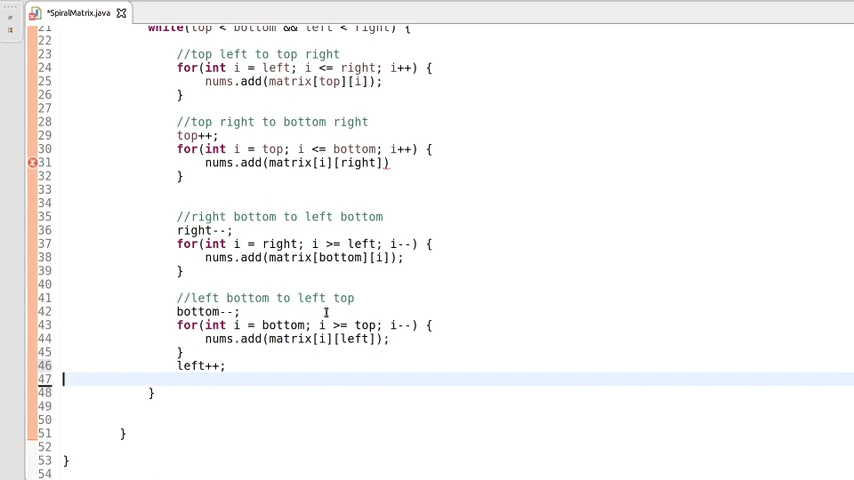 *SpiralMatrix.java
21 while(top < bottom && left < right) {
22
23 //top left to top right
24 for(int i = left; i <= right; i++) {
25 nums.add(matrix[top][i]);
26 }
27
28 //top right to bottom right
29 top++;
30 for(int i = top; i <= bottom; i++) {
31 nums.add(matrix[i][right])
32 }
33
34
35 //right bottom to left bottom
36 right--;
37 for(int i = right; i >= left; i--) {
38 nums.add(matrix[bottom][i]);
39 }
40
41 //left bottom to left top
42 bottom--;
43 for(int i = bottom; i >= top; i--) {
44 nums.add(matrix[i][left]);
45 }
46 left++;
47
48 }
49
50
51 }
52
53 }
54